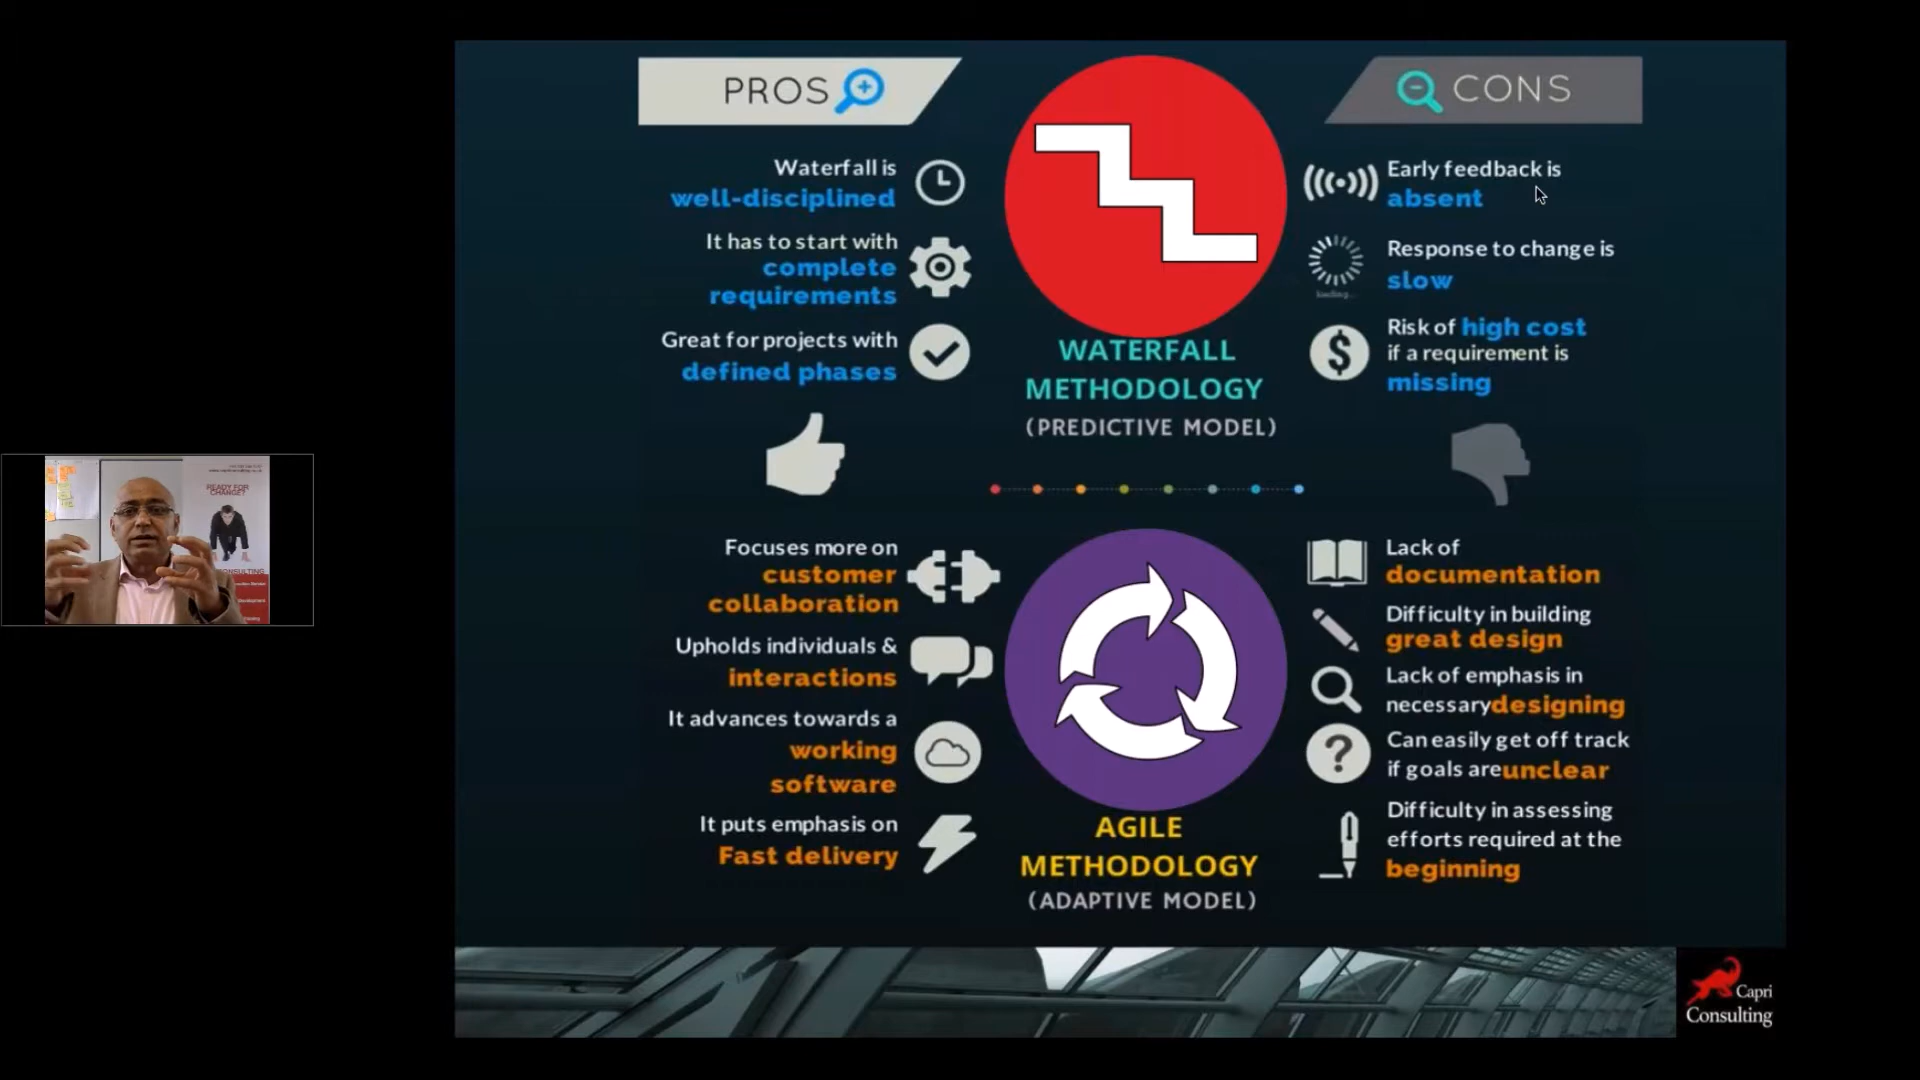 PROS
CONS
Waterfall is
well-disciplined
It has to start with
complete
requirements
Great for projects with
defined phases
WATERFALL
METHODOLOGY
(PREDICTIVE MODEL)
Early feedback is
absent
Response to change is
slow
loading...
Risk of high cost
if a requirement is
missing
READY FOR
CHANGE?
Focuses more on
customer
collaboration
Upholds individuals &
interactions
It advances towards a
working
software
It puts emphasis on
Fast delivery
AGILE
METHODOLOGY
(ADAPTIVE MODEL)
Lack of
documentation
Difficulty in building
great design
Lack of emphasis in
necessary designing
Can easily get off track
if goals are unclear
Difficulty in assessing
efforts required at the
beginning
Capri
Consulting